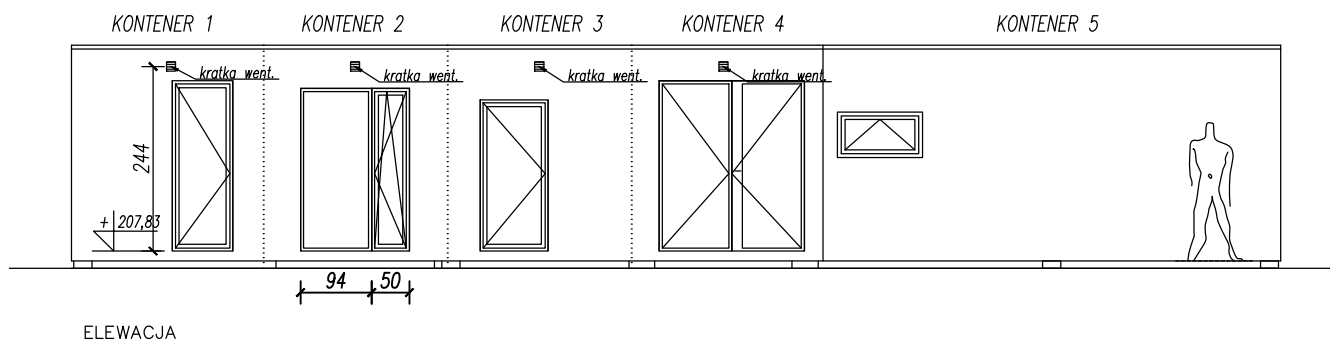 KONTENER 1 KONTENER 2 KONTENER 3 KONTENER 4 KONTENER 5
kratka went. kratka went. kratka went. kratka went.
244
+ 207,83
94 50
ELEWACJA